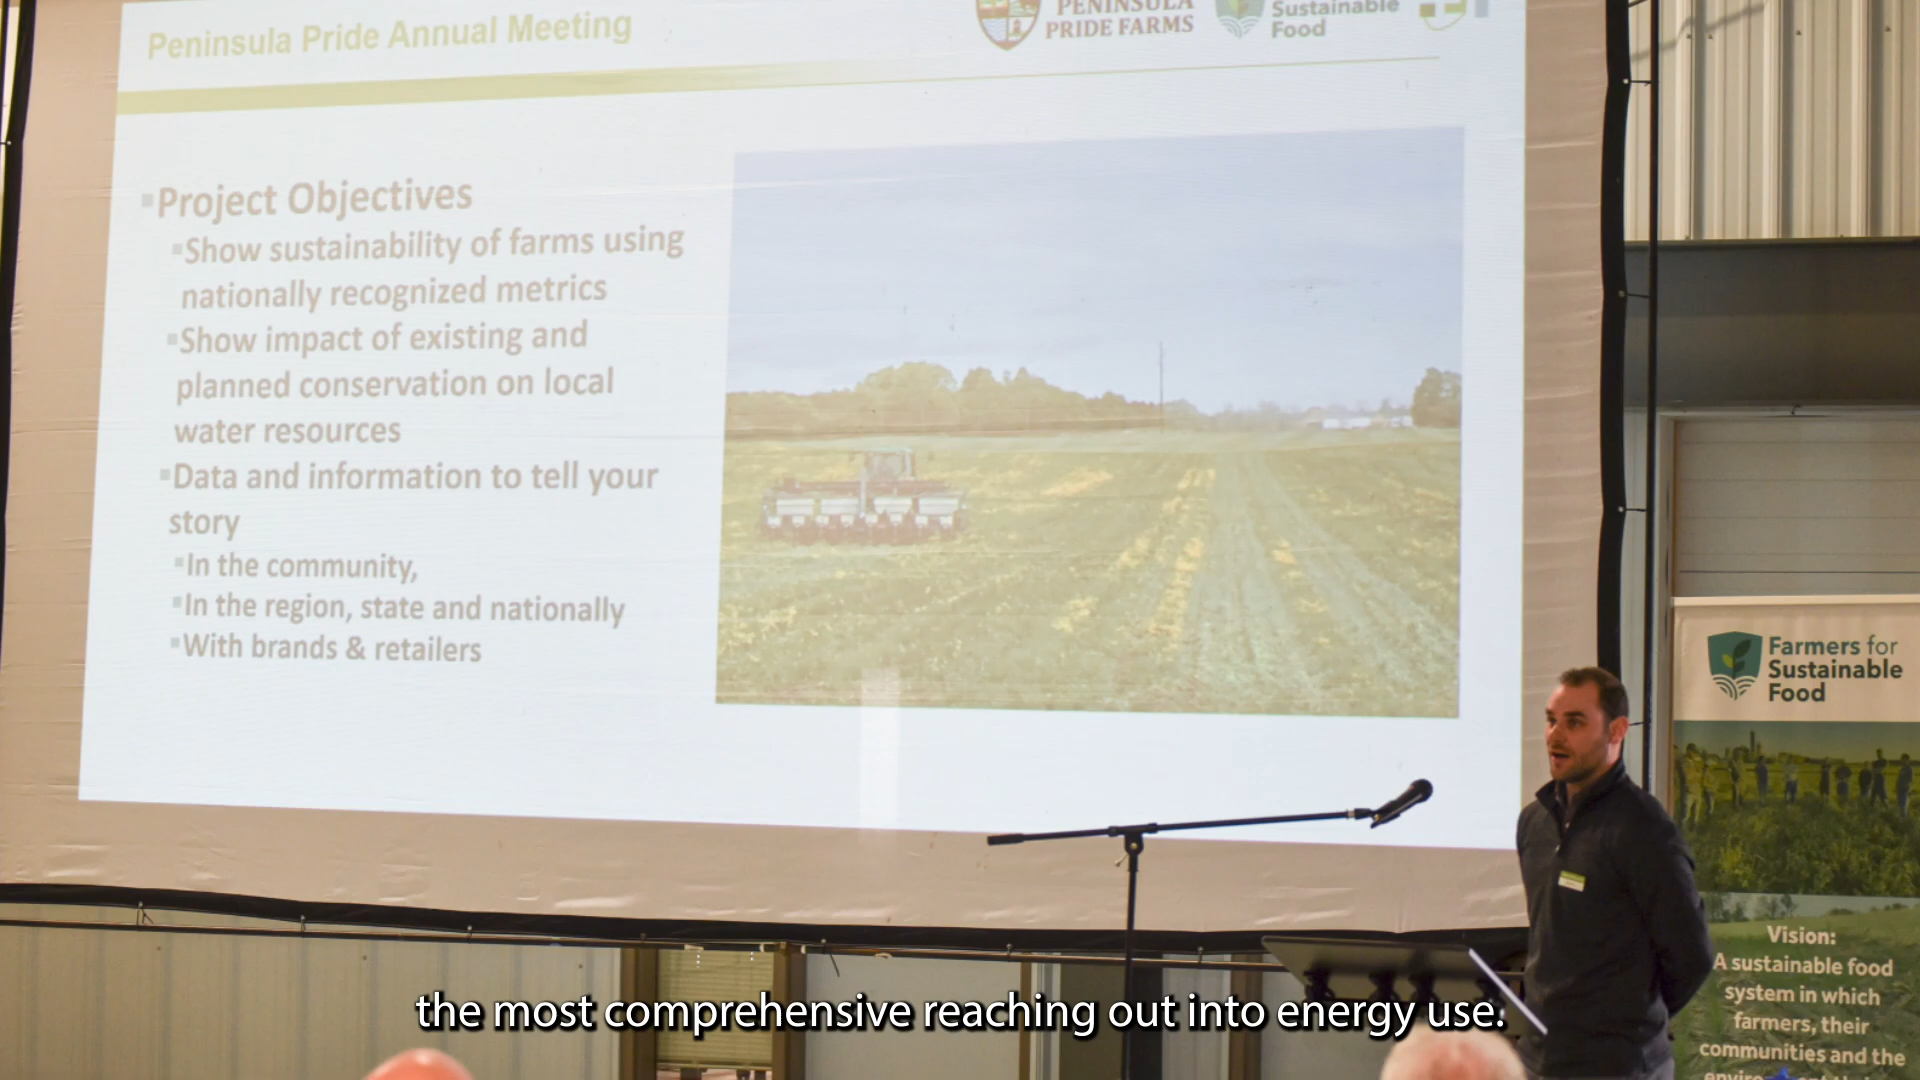 Peninsula Pride Annual Meeting
PENINSULA
PRIDE FARMS
Sustainable
Food
Project Objectives
Show sustainability of farms using
nationally recognized metrics
Show impact of existing and
planned conservation on local
water resources
Data and information to tell your
story
In the community,
In the region, state and nationally
With brands & retailers
Farmers for
Sustainable
Food
Vision:
A sustainable food
system in which
farmers, their
communities and the
the most comprehensive reaching out into energy use.